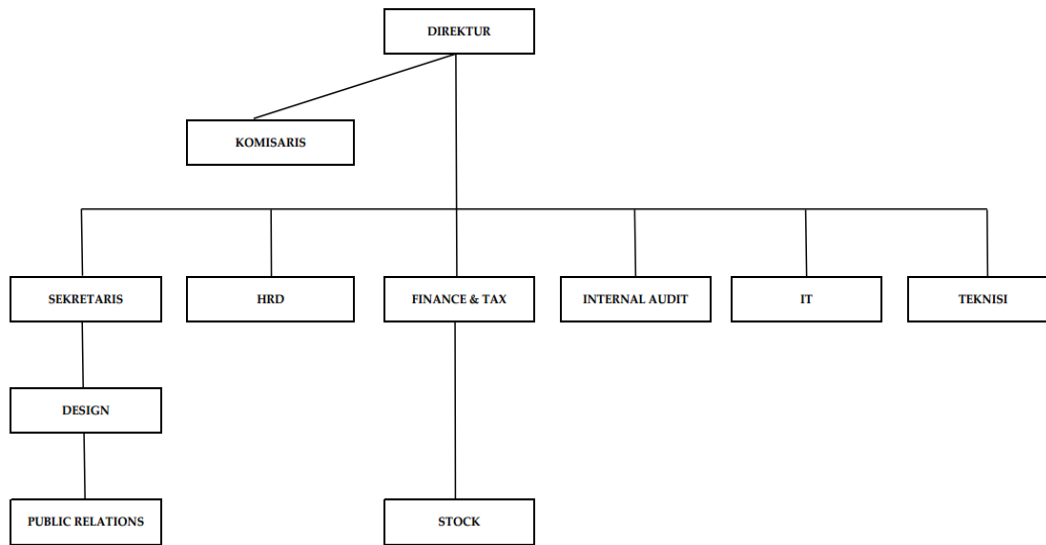 DIREKTUR
KOMISARIS
SEKRETARIS
HRD
FINANCE & TAX
INTERNAL AUDIT
IT
TEKNISI
DESIGN
PUBLIC RELATIONS
STOCK